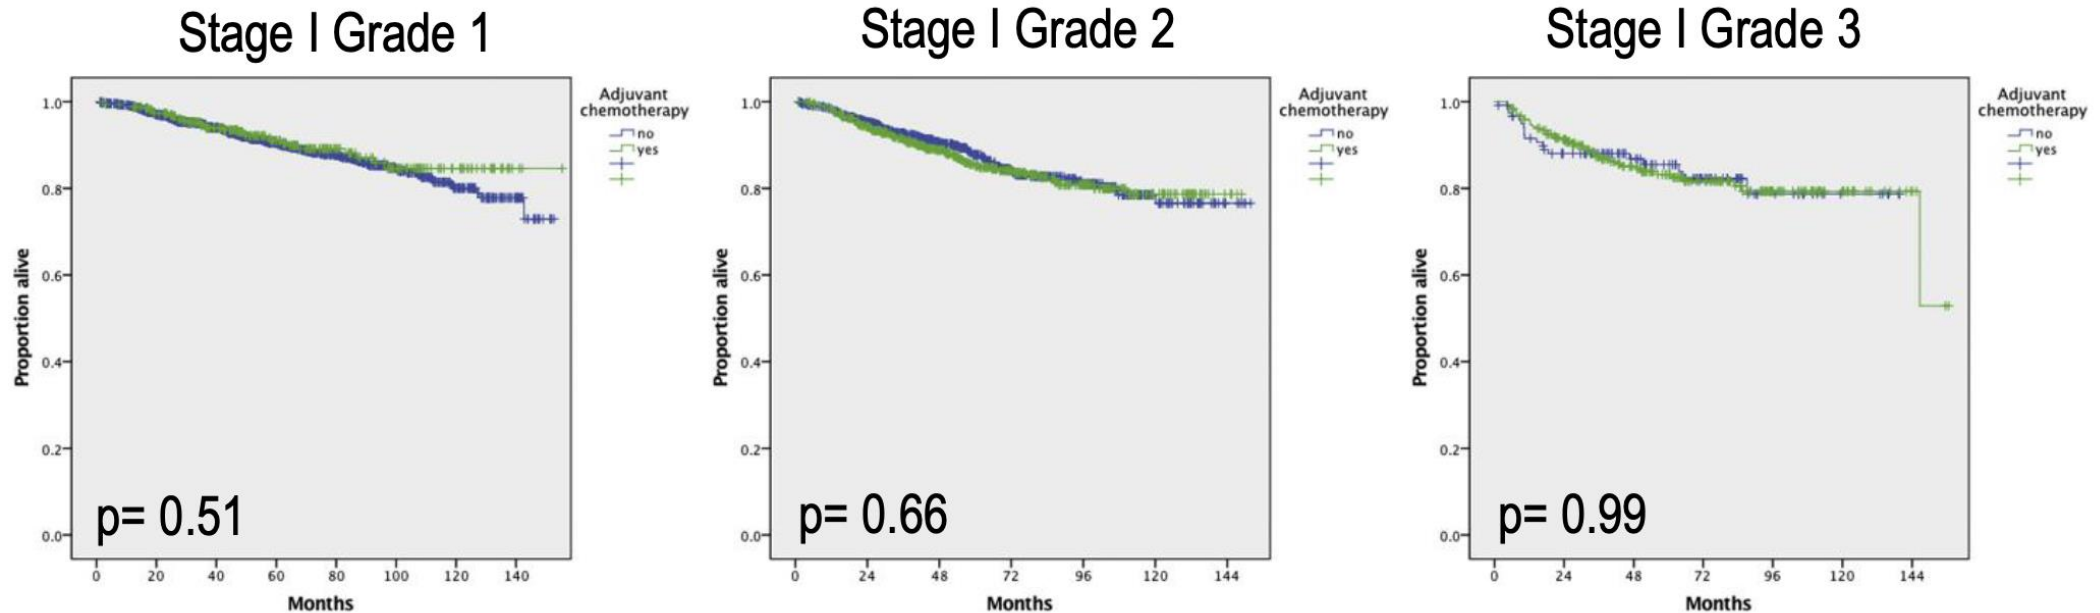 Stage I Grade 1
1.0
0.8
0.6
0.4
0.2
0.0
Proportion alive
p= 0.51
0 20 40 60 80 100 120 140
Months
Adjuvant
chemotherapy
no
yes
Stage I Grade 2
1.0
0.8
0.6
0.4
0.2
0.0
Proportion alive
p= 0.66
0 24 48 72 96 120 144
Months
Adjuvant
chemotherapy
no
yes
Stage I Grade 3
1.0
0.8
0.6
0.4
0.2
0.0
Proportion alive
p= 0.99
0 24 48 72 96 120 144
Months
Adjuvant
chemotherapy
no
yes